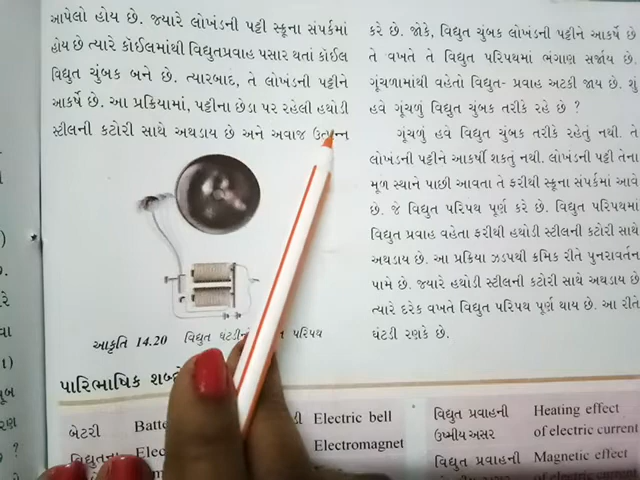 આપેલો હોય છે. જ્યારે લોખંડની પટ્ટી સ્ક્રૂના સંપર્કમાં
હોય છે ત્યારે કૉઈલમાંથી વિદ્યુતપ્રવાહ પસાર થતાં કૉઈલ
વિદ્યુત ચુંબક બને છે. ત્યારબાદ, તે લોખંડની પટ્ટીને
આકર્ષે છે. આ પ્રક્રિયામાં, પટ્ટીના છેડા પર રહેલી હથોડી
સ્ટીલની કટોરી સાથે અથડાય છે અને અવાજ ઉત્પન્ન
આકૃતિ 14.20 વિદ્યુત પરિપથ
પારિભાષિક
કરે છે. જોકે, વિદ્યુત ચુંબક લોખંડની પટ્ટીને આકર્ષે છે
તે વખતે તે વિદ્યુત પરિપથમાં ભંગાણ સર્જાય છે.
ગૂંચળામાંથી વહેતો વિદ્યુત- પ્રવાહ અટકી જાય છે. શું
હવે ગૂંચળું વિદ્યુત ચુંબક તરીકે રહે છે ?
ગૂંચળું હવે વિદ્યુત ચુંબક તરીકે રહેતું નથી. તે
લોખંડની પટ્ટીને આકર્ષી શકતું નથી. લોખંડની પટ્ટી તેના
મૂળ સ્થાને પાછી આવતા તે ફરીથી સ્ક્રૂના સંપર્કમાં આવે
છે. જે વિદ્યુત પરિપથ પૂર્ણ કરે છે. વિદ્યુત પરિપથમાં
વિદ્યુત પ્રવાહ વહેતા ફરીથી હથોડી સ્ટીલની કટોરી સાથે
અથડાય છે. આ પ્રક્રિયા ઝડપથી ક્રમિક રીતે પુનરાવર્તન
પામે છે. જ્યારે હથોડી સ્ટીલની કટોરી સાથે અથડાય છે
ત્યારે દરેક વખતે વિદ્યુત પરિપથ પૂર્ણ થાય છે. આ રીતે
ઘંટડી રણકે છે.
બેટરી
Electric bell
Electromagnet
વિદ્યુત પ્રવાહની Heating effect
ઉષ્મીય અસર of electric current
વિદ્યુત પ્રવાહની Magnetic effect
of electric current